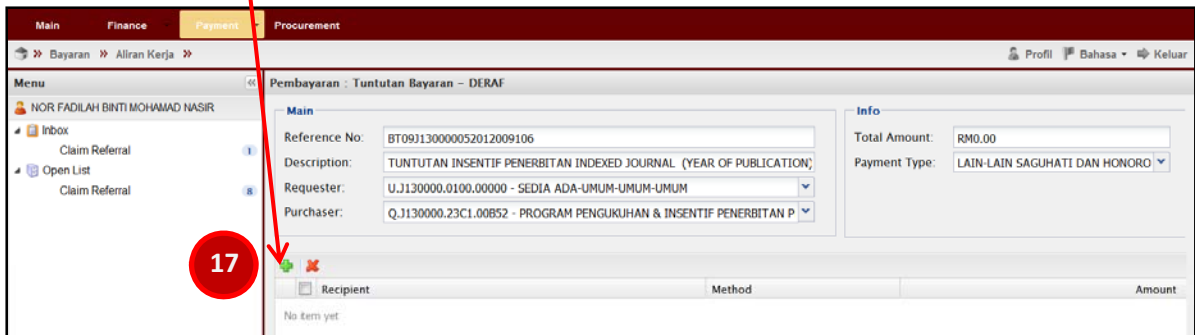 Main Finance Payment Procurement
» Bayaran » Aliran Kerja » Profil Bahasa Keluar
Menu « Pembayaran : Tuntutan Bayaran – DERAF
NOR FADILAH BINTI MOHAMAD NASIR
Inbox
Claim Referral 1
Open List
Claim Referral 8
Main
Reference No: BT09J130000052012009106
Description: TUNTUTAN INSENTIF PENERBITAN INDEXED JOURNAL (YEAR OF PUBLICATION)
Requester: U.J130000.0100.00000 - SEDIA ADA-UMUM-UMUM-UMUM
Purchaser: Q.J130000.23C1.00B52 - PROGRAM PENGUKUHAN & INSENTIF PENERBITAN P
Info
Total Amount: RM0.00
Payment Type: LAIN-LAIN SAGUHATI DAN HONORO
17
Recipient Method Amount
No item yet